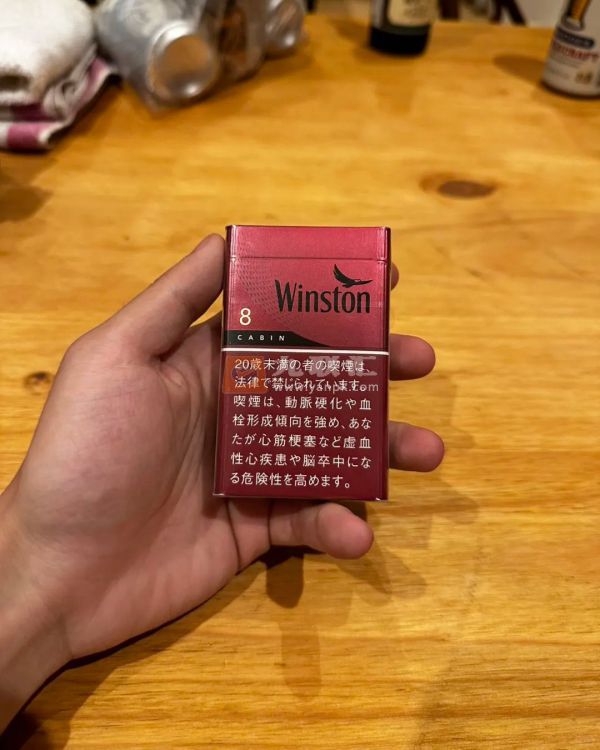 Winston
8
CABIN
20歳未満の者の喫煙は、
法律で禁じられています。
喫煙は、動脈硬化や血
栓形成傾向を強め、あな
たが心筋梗塞など虚血
性心疾患や脳卒中にな
る危険性を高めます。